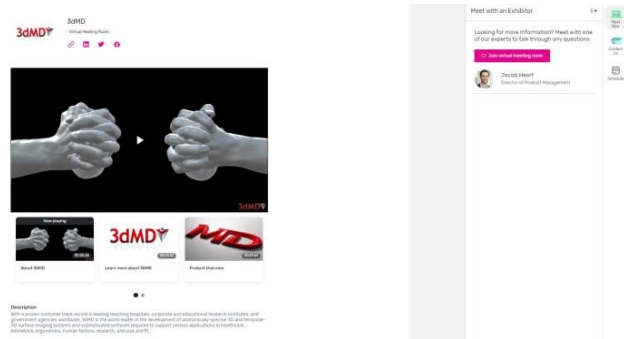 3dMD
3dMD
Virtual Meeting Room
3dMD
Now playing
3dMD
MD
About 3DMD
Learn more about 3DMD
Product Overview
Description
With a proven customer track record in leading teaching hospitals, corporate and educational research institutes, and
government agencies worldwide, 3dMD is the world leader in the development of anatomically-precise 3D and temporal-
3D surface imaging systems and sophisticated software required to support serious applications in healthcare,
biometrics, ergonomics, human factors, research, and size and fit.
Meet with an Exhibitor
Looking for more information? Meet with one
of our experts to talk through any questions.
Join virtual meeting room
Jacob Heart
Director of Product Management
Meet
Now
Contact
Us
Schedule